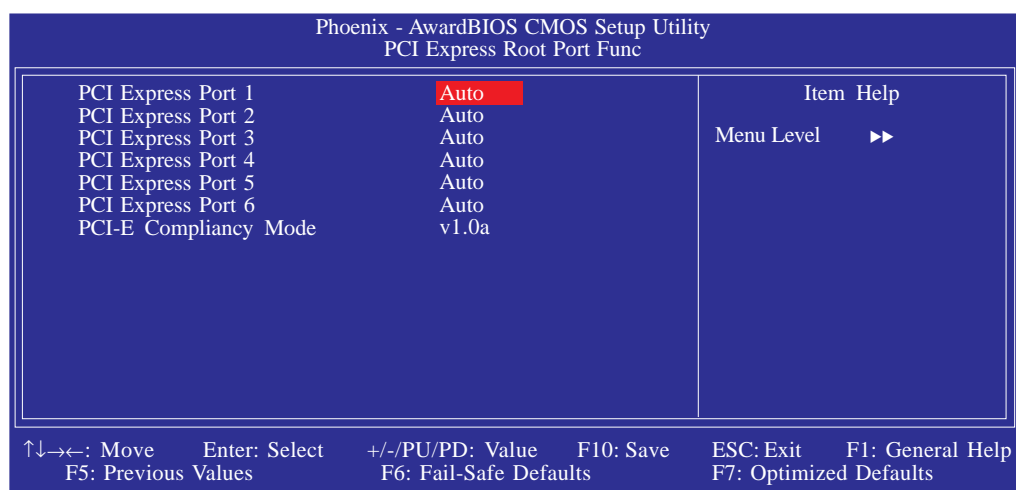 Phoenix - AwardBIOS CMOS Setup Utility
PCI Express Root Port Func
PCI Express Port 1 Auto
PCI Express Port 2 Auto
PCI Express Port 3 Auto
PCI Express Port 4 Auto
PCI Express Port 5 Auto
PCI Express Port 6 Auto
PCI-E Compliancy Mode v1.0a
Item Help
Menu Level ▶▶
↑↓→←: Move Enter: Select +/-/PU/PD: Value F10: Save ESC: Exit F1: General Help
F5: Previous Values F6: Fail-Safe Defaults F7: Optimized Defaults